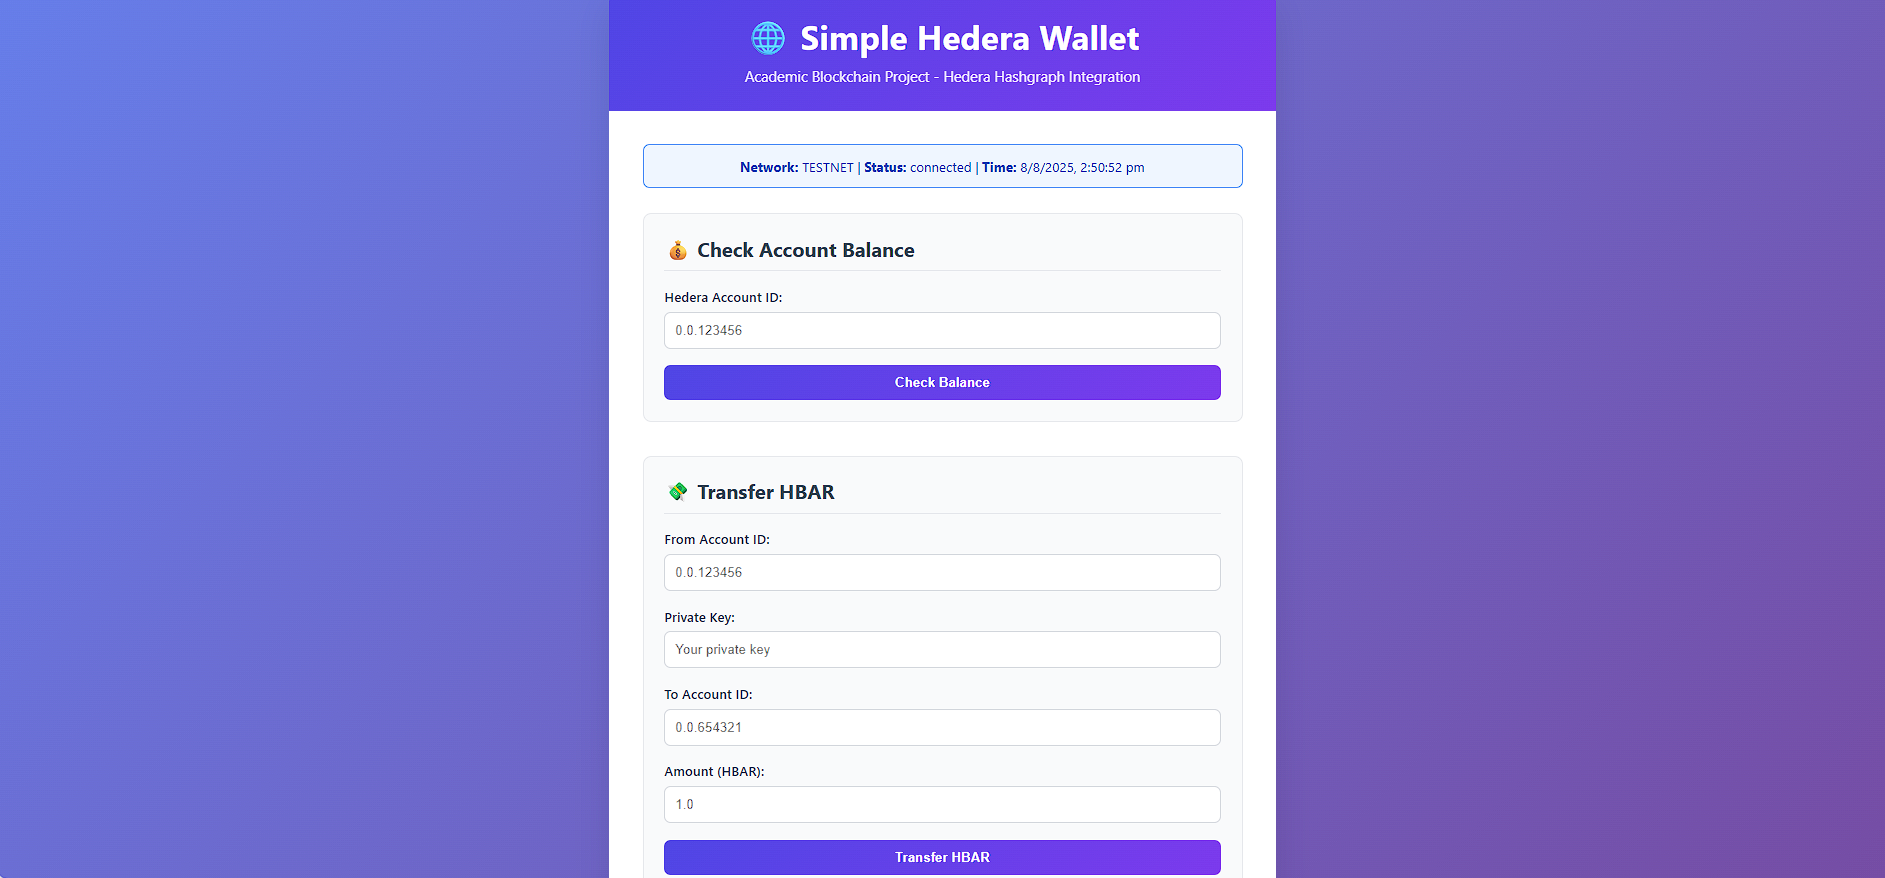 Simple Hedera Wallet
Academic Blockchain Project - Hedera Hashgraph Integration
Network: TESTNET | Status: connected | Time: 8/8/2025, 2:50:52 pm
Check Account Balance
Hedera Account ID:
0.0.123456
Check Balance
Transfer HBAR
From Account ID:
0.0.123456
Private Key:
Your private key
To Account ID:
0.0.654321
Amount (HBAR):
1.0
Transfer HBAR